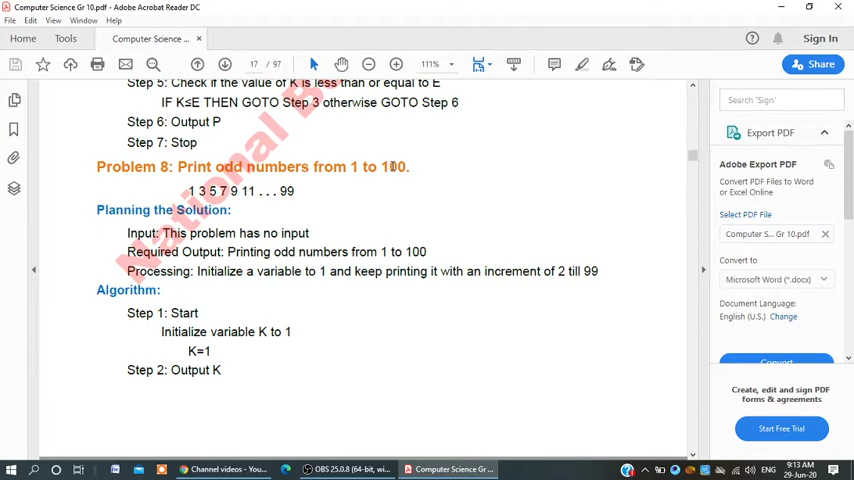 Computer Science Gr 10.pdf - Adobe Acrobat Reader DC
File Edit View Window Help
Home Tools Computer Science ... × Sign In
17 / 97 111% Share
Step 5: Check if the value of K is less than or equal to E
IF K≤E THEN GOTO Step 3 otherwise GOTO Step 6
Step 6: Output P
Step 7: Stop
Problem 8: Print odd numbers from 1 to 100.
1 3 5 7 9 11 . . . 99
Planning the Solution:
Input: This problem has no input
Required Output: Printing odd numbers from 1 to 100
Processing: Initialize a variable to 1 and keep printing it with an increment of 2 till 99
Algorithm:
Step 1: Start
Initialize variable K to 1
K=1
Step 2: Output K
National B
Search 'Sign'
Export PDF
Adobe Export PDF
Convert PDF Files to Word
or Excel Online
Select PDF File
Computer S... Gr 10.pdf ×
Convert to
Microsoft Word (*.docx)
Document Language:
English (U.S.) Change
Convert
Create, edit and sign PDF
forms & agreements
Start Free Trial
Channel videos - You...
OBS 25.0.8 (64-bit, wi...
Computer Science Gr ...
ENG
9:13 AM
29-Jun-20